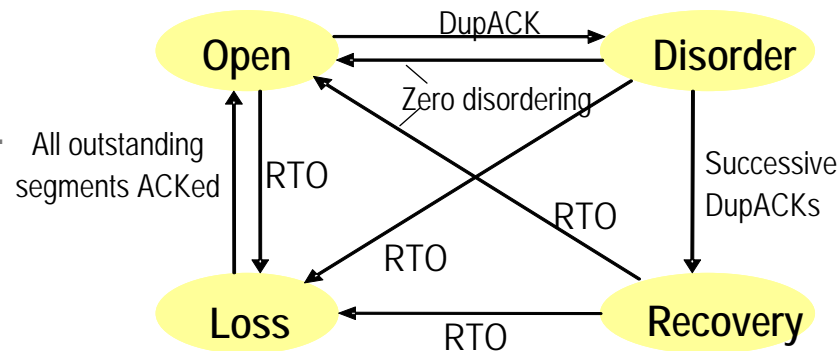 DupACK
Open
Disorder
Zero disordering
All outstanding
segments ACKed
RTO
Successive
DupACKs
RTO
RTO
Loss
Recovery
RTO